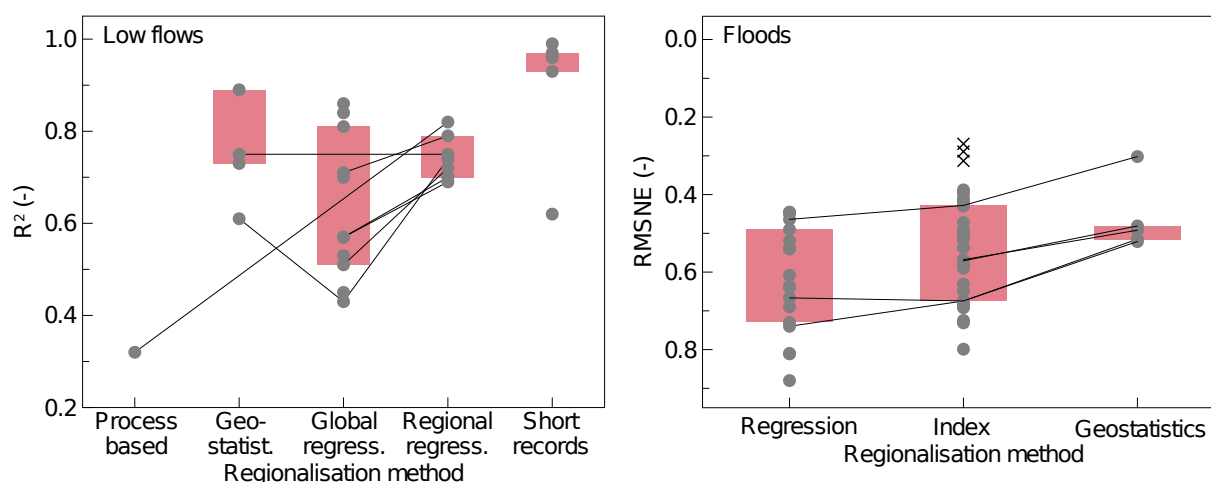 Low flows
1.0
0.8
0.6
0.4
0.2
R² (-)
Process based
Geo-statist.
Global regress.
Regional regress.
Short records
Regionalisation method
Floods
0.0
0.2
0.4
0.6
0.8
RMSNE (-)
Regression
Index
Geostatistics
Regionalisation method